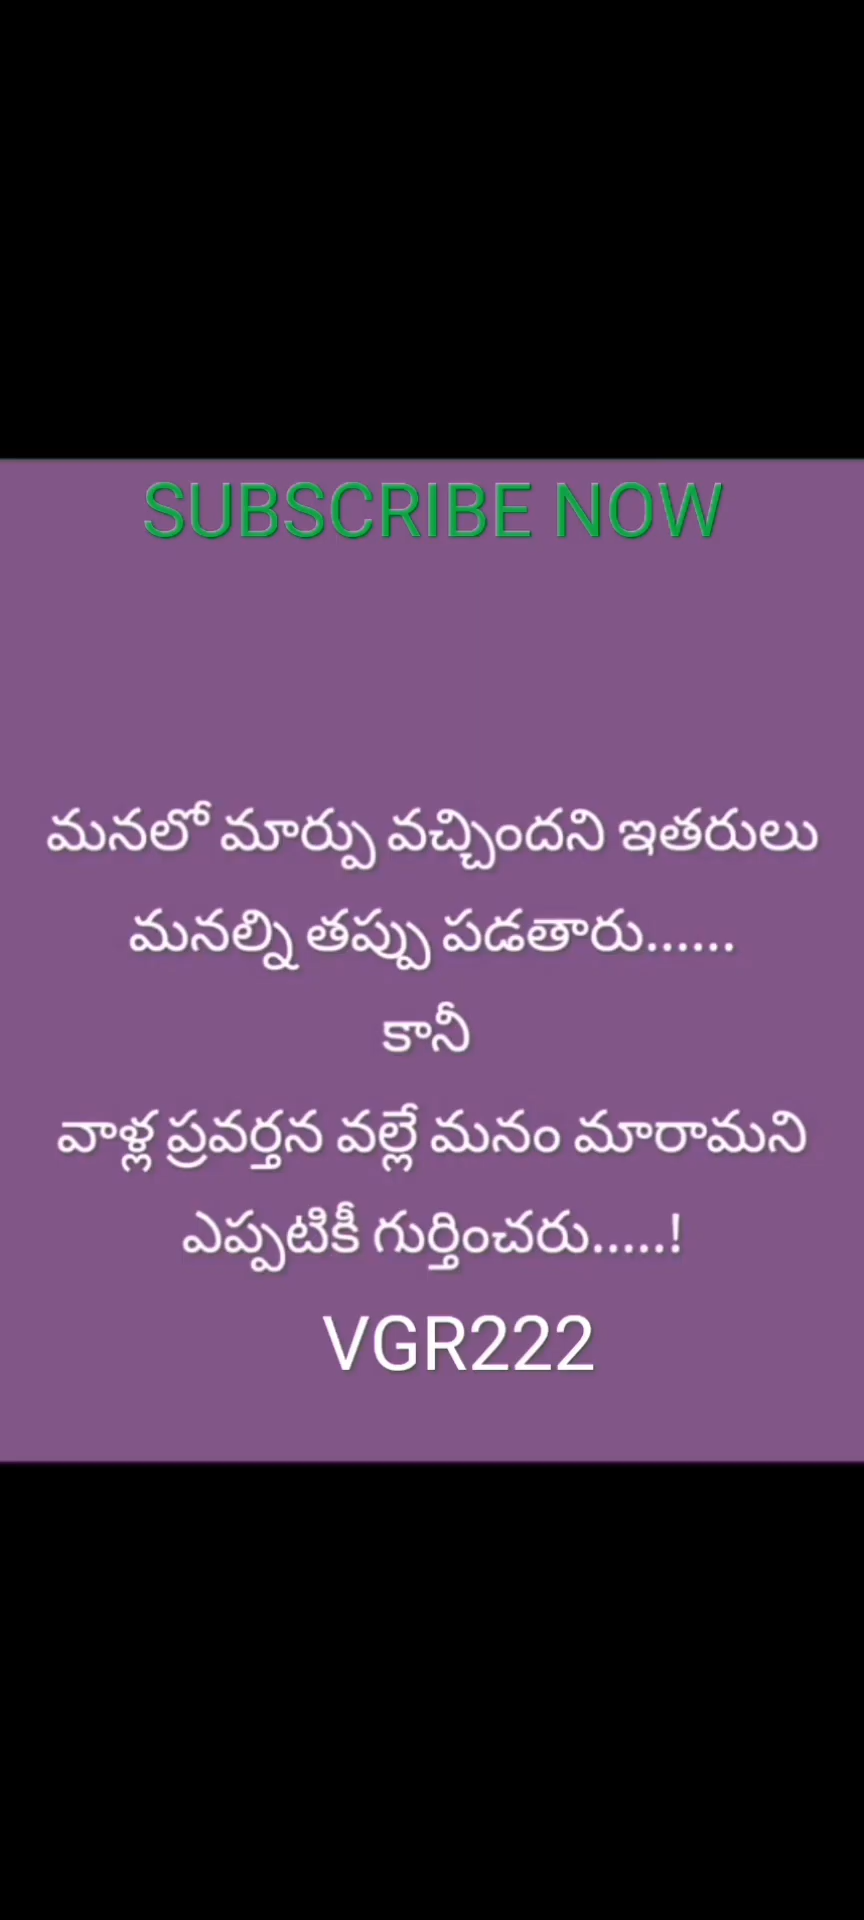 SUBSCRIBE NOW
మనలో మార్పు వచ్చిందని ఇతరులు
మనల్ని తప్పు పడతారు......
కానీ
వాళ్ల ప్రవర్తన వల్లే మనం మారామని
ఎప్పటికీ గుర్తించరు.....!
VGR222